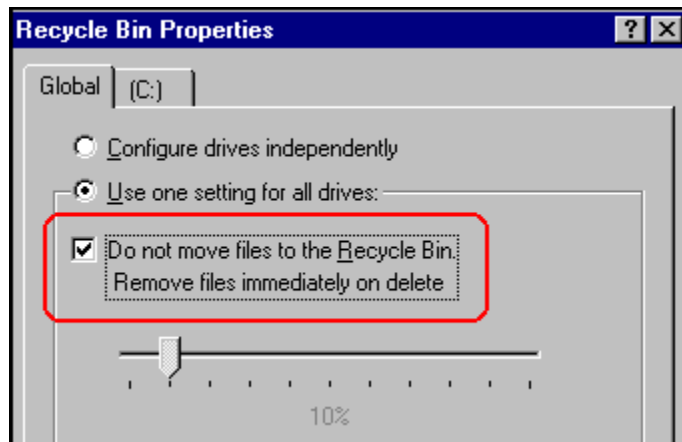 Recycle Bin Properties
Global (C:)
Configure drives independently
Use one setting for all drives:
Do not move files to the Recycle Bin.
Remove files immediately on delete
10%